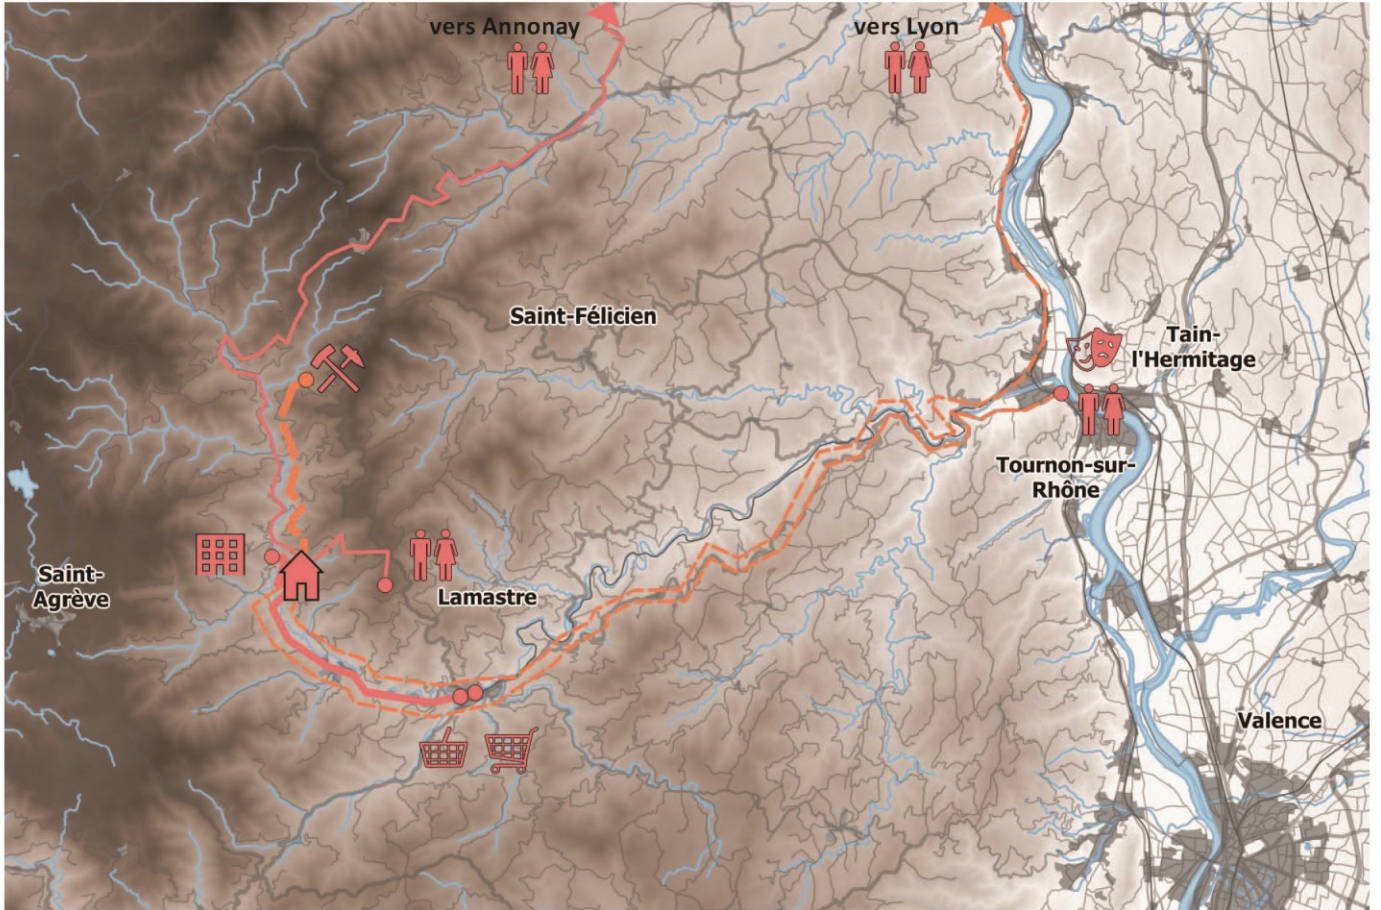 vers Annonay
vers Lyon
Saint-Félicien
Tain-
l'Hermitage
Tournon-sur-
Rhône
Saint-
Agrève
Lamastre
Valence